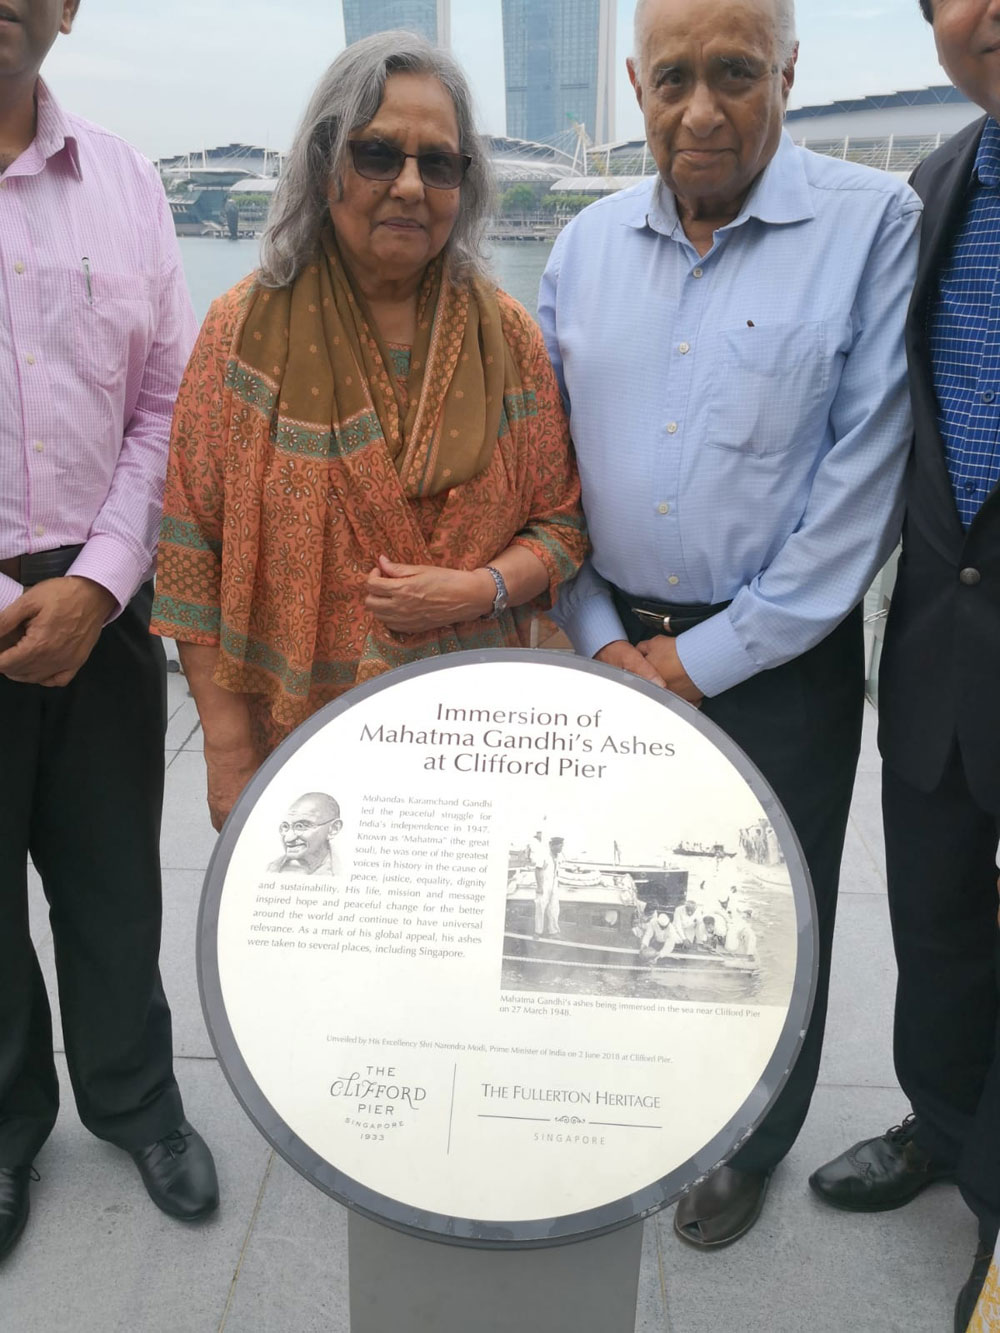 Immersion of
Mahatma Gandhi's Ashes
at Clifford Pier
Mohandas Karamchand Gandhi
led the peaceful struggle for
India's independence in 1947.
Known as "Mahatma" (the great
soul), he was one of the greatest
voices in history in the cause of
peace, justice, equality, dignity
and sustainability. His life, mission and message
inspired hope and peaceful change for the better
around the world and continue to have universal
relevance. As a mark of his global appeal, his ashes
were taken to several places, including Singapore.
Mahatma Gandhi's ashes being immersed in the sea near Clifford Pier
on 27 March 1948.
Unveiled by His Excellency Shri Narendra Modi, Prime Minister of India on 2 June 2018 at Clifford Pier.
THE
CLIFFORD
PIER
SINGAPORE
1933
THE FULLERTON HERITAGE
SINGAPORE